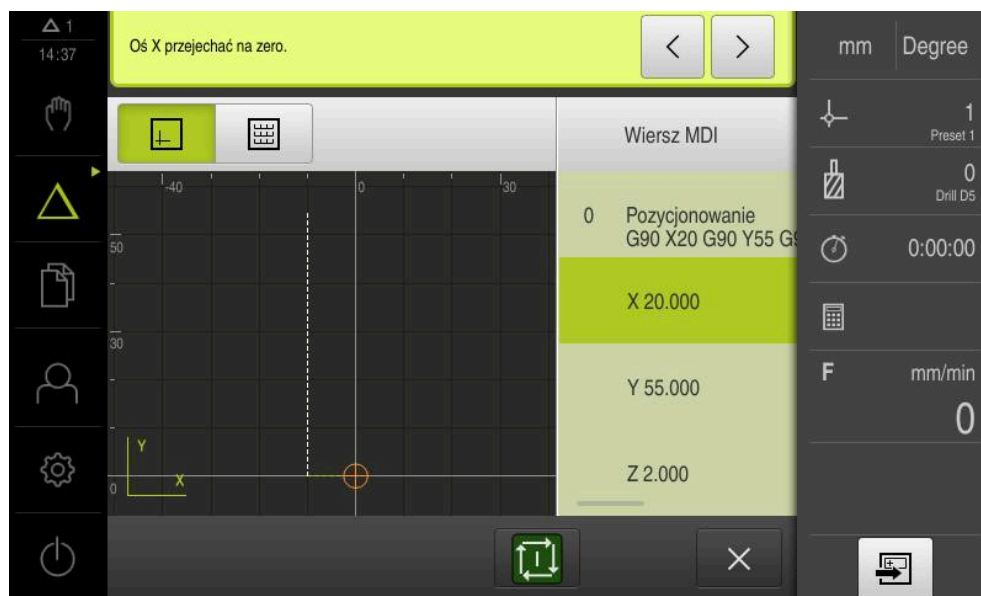 1
14:37
Oś X przejechać na zero.
mm Degree
1
Preset 1
0
Drill D5
0:00:00
F mm/min
0
Wiersz MDI
0 Pozycjonowanie
G90 X20 G90 Y55 G9
X 20.000
Y 55.000
Z 2.000
-40 0 30
50
30
0
Y
X